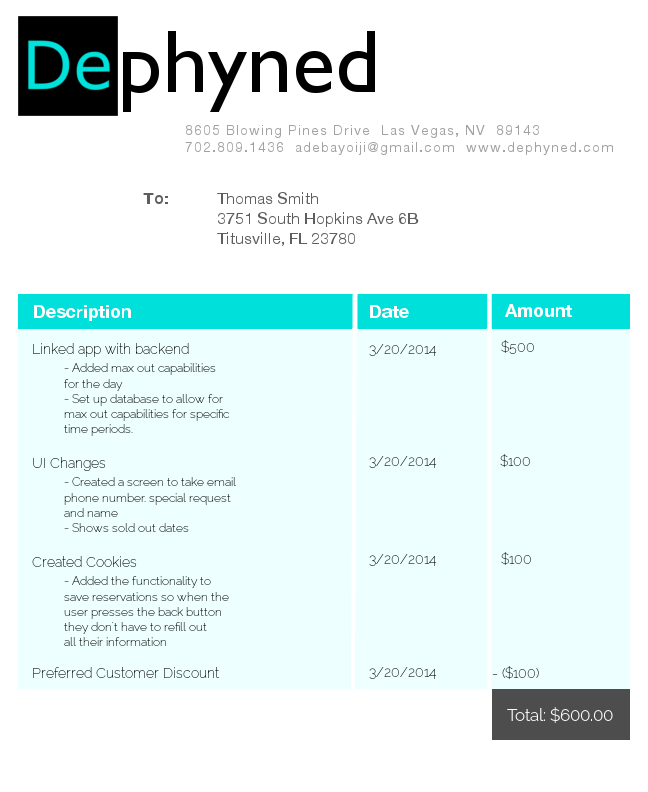 Dephyned
8605 Blowing Pines Drive Las Vegas, NV 89143
702.809.1436 adebayoiji@gmail.com www.dephyned.com
To: Thomas Smith
3751 South Hopkins Ave 6B
Titusville, FL 23780
Description Date Amount
Linked app with backend 3/20/2014 $500
- Added max out capabilities
for the day
- Set up database to allow for
max out capabilities for specific
time periods.
UI Changes 3/20/2014 $100
- Created a screen to take email
phone number. special request
and name
- Shows sold out dates
Created Cookies 3/20/2014 $100
- Added the functionality to
save reservations so when the
user presses the back button
they don't have to refill out
all their information
Preferred Customer Discount 3/20/2014 - ($100)
Total: $600.00